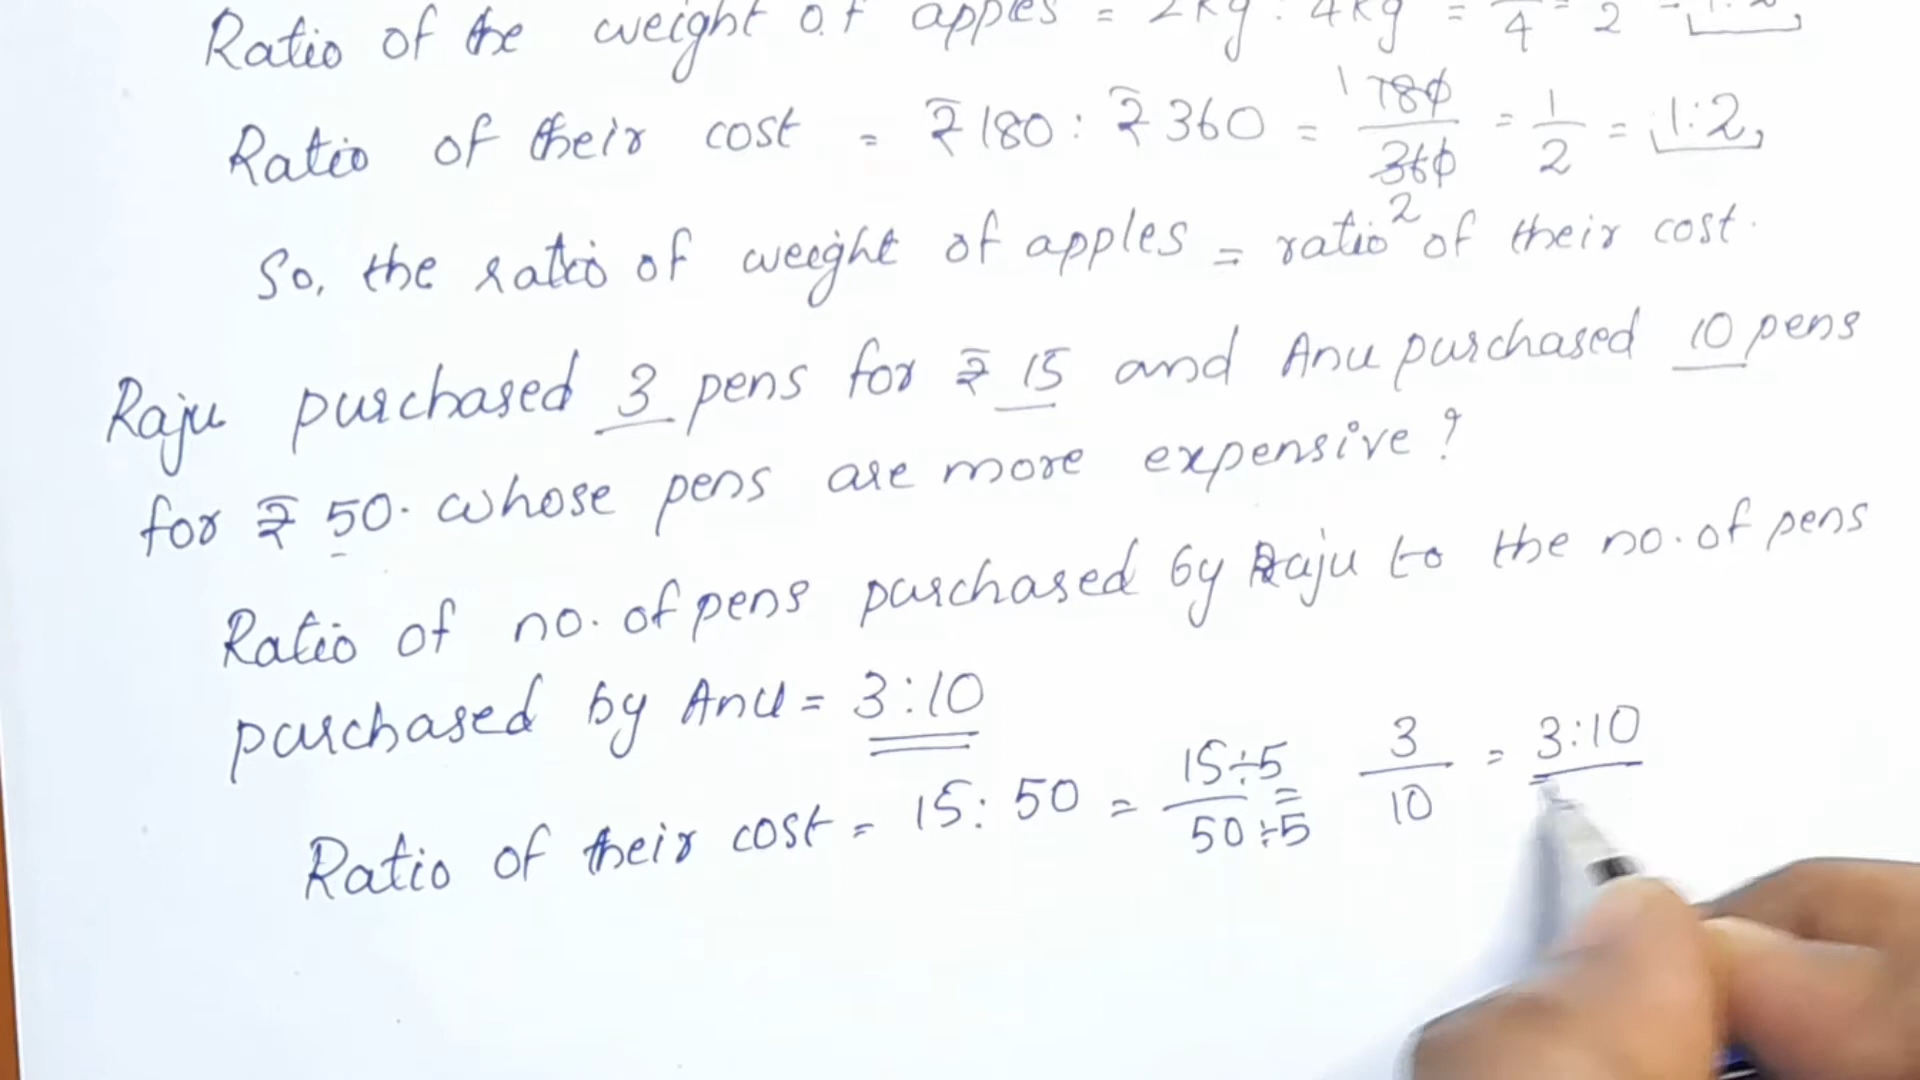 Ratio of the weight of apples = 2kg : 4kg = /4 = /2 = 1:2,
Ratio of their cost = ₹180 : ₹360 = 1 180/360 2 = 1/2 = 1:2,
So, the ratio of weight of apples = ratio of their cost.
Raju purchased 3 pens for ₹ 15 and Anu purchased 10 pens
for ₹ 50. whose pens are more expensive?
Ratio of no. of pens purchased by Raju to the no. of pens
purchased by Anu = 3:10
Ratio of their cost = 15: 50 = 15÷5/50÷5 = 3/10 = 3:10